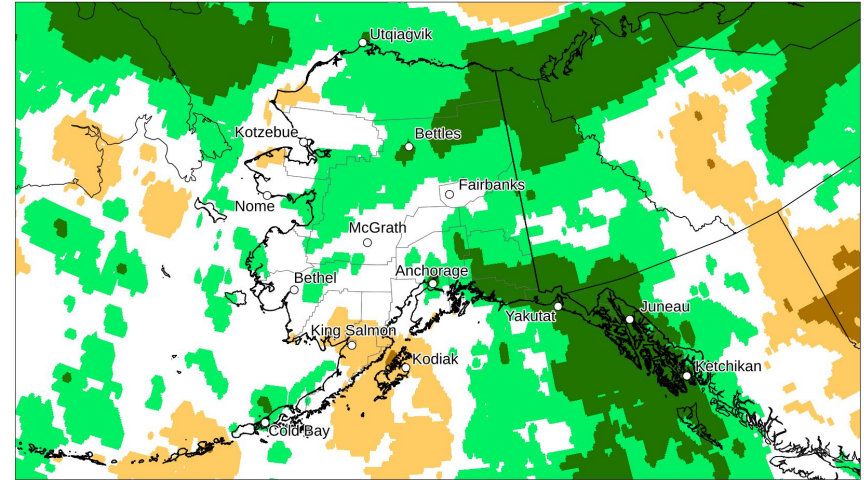 Utqiaġvik
Kotzebue
Bettles
Fairbanks
Nome
McGrath
Anchorage
Bethel
Yakutat
Juneau
King Salmon
Kodiak
Ketchikan
Cold Bay